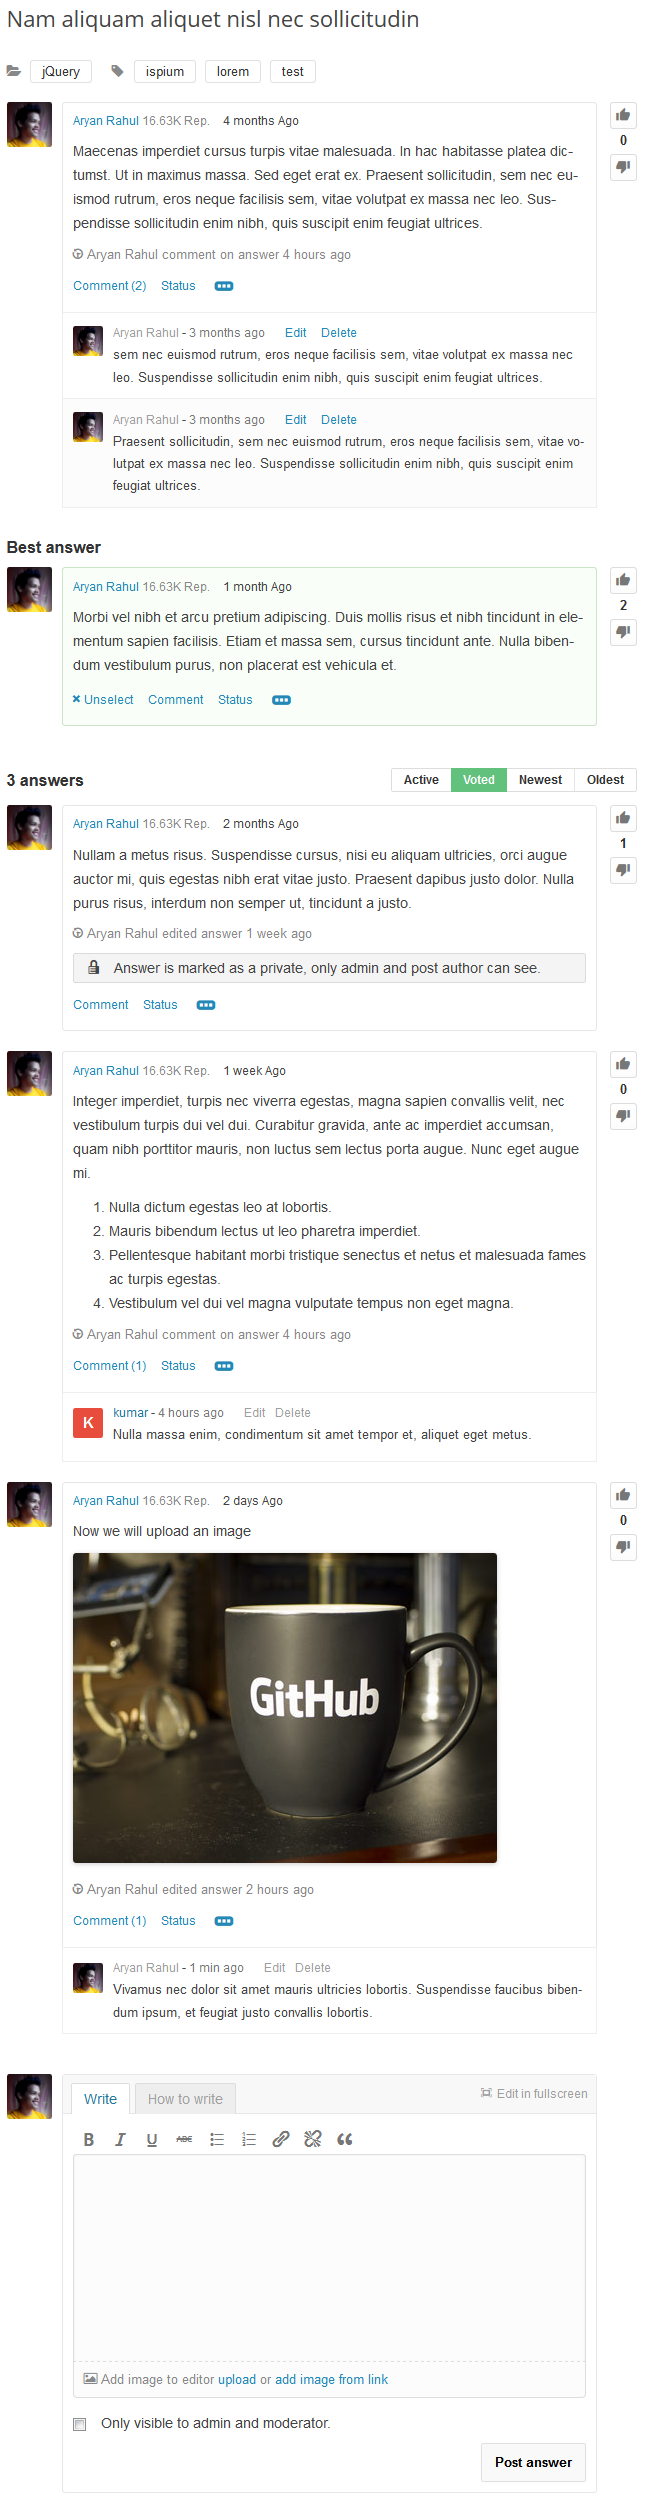 Nam aliquam aliquet nisl nec sollicitudin
jQuery ispium lorem test
Aryan Rahul 16.63K Rep. 4 months Ago
0
Maecenas imperdiet cursus turpis vitae malesuada. In hac habitasse platea dic-
tumst. Ut in maximus massa. Sed eget erat ex. Praesent sollicitudin, sem nec eu-
ismod rutrum, eros neque facilisis sem, vitae volutpat ex massa nec leo. Sus-
pendisse sollicitudin enim nibh, quis suscipit enim feugiat ultrices.
Aryan Rahul comment on answer 4 hours ago
Comment (2) Status
Aryan Rahul - 3 months ago Edit Delete
sem nec euismod rutrum, eros neque facilisis sem, vitae volutpat ex massa nec
leo. Suspendisse sollicitudin enim nibh, quis suscipit enim feugiat ultrices.
Aryan Rahul - 3 months ago Edit Delete
Praesent sollicitudin, sem nec euismod rutrum, eros neque facilisis sem, vitae vo-
lutpat ex massa nec leo. Suspendisse sollicitudin enim nibh, quis suscipit enim
feugiat ultrices.
Best answer
Aryan Rahul 16.63K Rep. 1 month Ago
2
Morbi vel nibh et arcu pretium adipiscing. Duis mollis risus et nibh tincidunt in ele-
mentum sapien facilisis. Etiam et massa sem, cursus tincidunt ante. Nulla biben-
dum vestibulum purus, non placerat est vehicula et.
Unselect Comment Status
3 answers Active Voted Newest Oldest
Aryan Rahul 16.63K Rep. 2 months Ago
1
Nullam a metus risus. Suspendisse cursus, nisi eu aliquam ultricies, orci augue
auctor mi, quis egestas nibh erat vitae justo. Praesent dapibus justo dolor. Nulla
purus risus, interdum non semper ut, tincidunt a justo.
Aryan Rahul edited answer 1 week ago
Answer is marked as a private, only admin and post author can see.
Comment Status
Aryan Rahul 16.63K Rep. 1 week Ago
0
Integer imperdiet, turpis nec viverra egestas, magna sapien convallis velit, nec
vestibulum turpis dui vel dui. Curabitur gravida, ante ac imperdiet accumsan,
quam nibh porttitor mauris, non luctus sem lectus porta augue. Nunc eget augue
mi.
1. Nulla dictum egestas leo at lobortis.
2. Mauris bibendum lectus ut leo pharetra imperdiet.
3. Pellentesque habitant morbi tristique senectus et netus et malesuada fames
ac turpis egestas.
4. Vestibulum vel dui vel magna vulputate tempus non eget magna.
Aryan Rahul comment on answer 4 hours ago
Comment (1) Status
K
kumar - 4 hours ago Edit Delete
Nulla massa enim, condimentum sit amet tempor et, aliquet eget metus.
Aryan Rahul 16.63K Rep. 2 days Ago
0
Now we will upload an image
GitHub
Aryan Rahul edited answer 2 hours ago
Comment (1) Status
Aryan Rahul - 1 min ago Edit Delete
Vivamus nec dolor sit amet mauris ultricies lobortis. Suspendisse faucibus biben-
dum ipsum, et feugiat justo convallis lobortis.
Write How to write Edit in fullscreen
B I U ABC
Add image to editor upload or add image from link
Only visible to admin and moderator.
Post answer